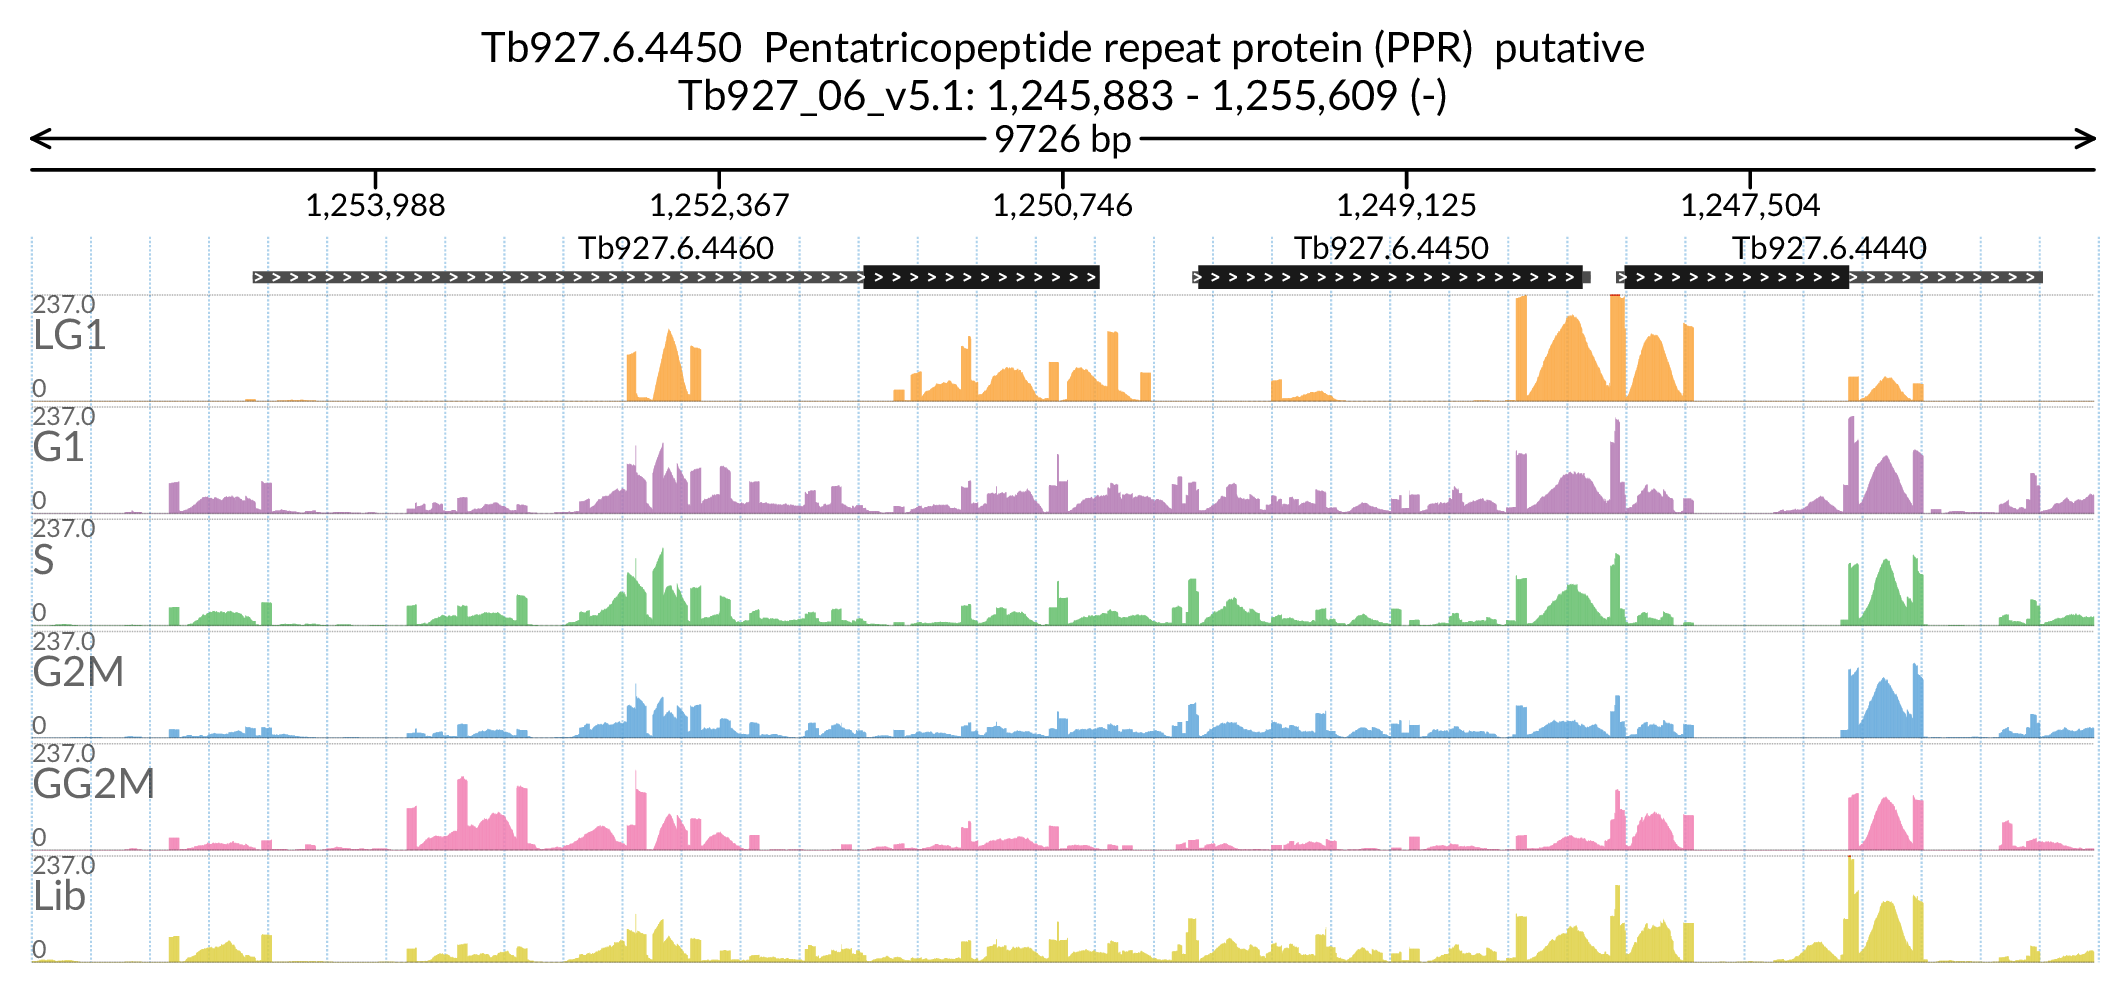 Tb927.6.4450  Pentatricopeptide repeat protein (PPR)  putative
Tb927_06_v5.1: 1,245,883 - 1,255,609 (-)
9726 bp
1,253,988 1,252,367 1,250,746 1,249,125 1,247,504
Tb927.6.4460 Tb927.6.4450 Tb927.6.4440
237.0
LG1
0
237.0
G1
0
237.0
S
0
237.0
G2M
0
237.0
GG2M
0
237.0
Lib
0